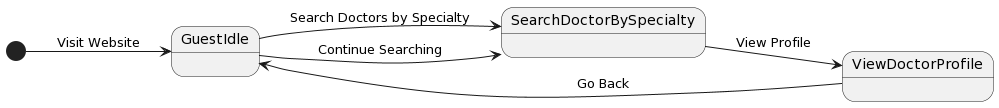 Visit Website
GuestIdle
Search Doctors by Specialty
Continue Searching
SearchDoctorBySpecialty
View Profile
ViewDoctorProfile
Go Back